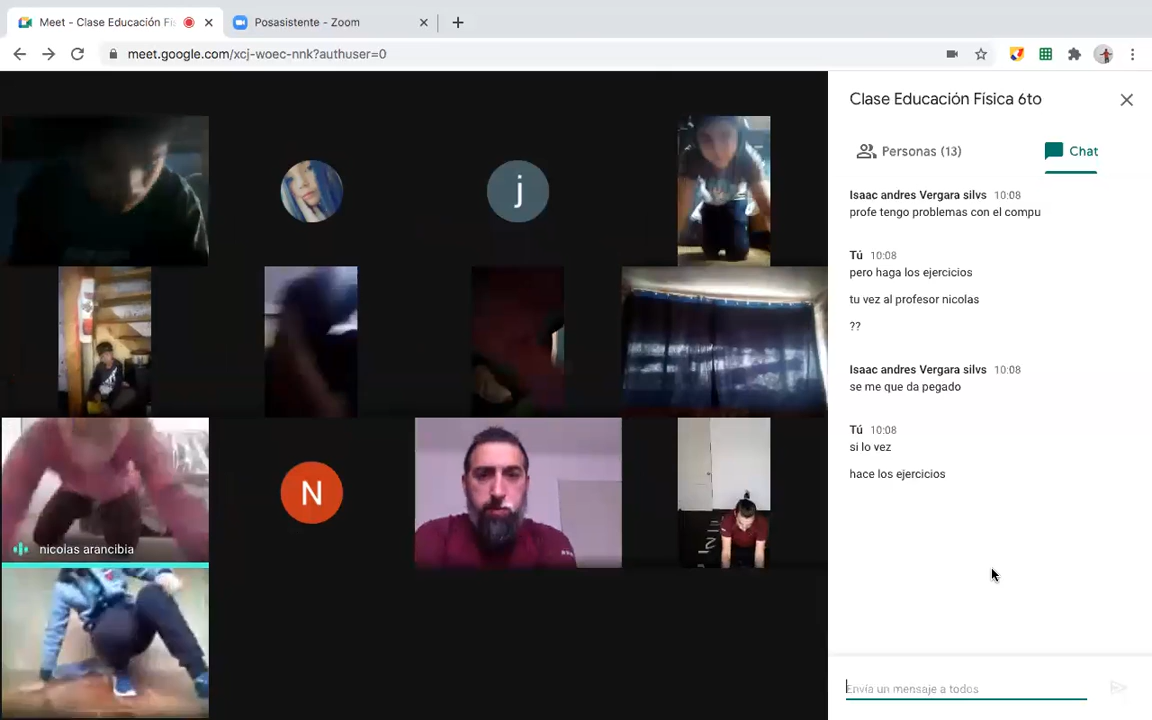 Meet - Clase Educación Fí
Posasistente - Zoom
meet.google.com/xcj-woec-nnk?authuser=0
Clase Educación Física 6to
Personas (13)
Chat
Isaac andres Vergara silvs 10:08
profe tengo problemas con el compu
Tú 10:08
pero haga los ejercicios
tu vez al profesor nicolas
??
Isaac andres Vergara silvs 10:08
se me que da pegado
Tú 10:08
si lo vez
hace los ejercicios
j
N
nicolas arancibia
Envía un mensaje a todos